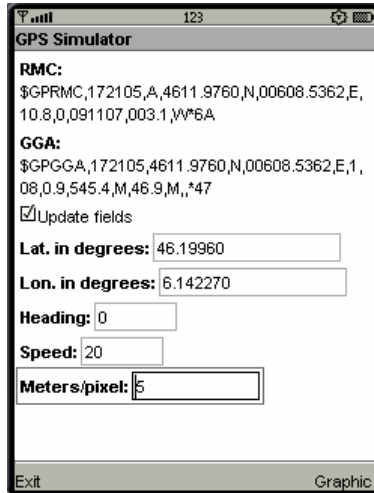 123
GPS Simulator
RMC:
$GPRMC,172105,A,4611.9760,N,00608.5362,E,
10.8,0,091107,003.1,W*6A
GGA:
$GPGGA,172105,4611.9760,N,00608.5362,E,1,
08,0.9,545.4,M,46.9,M,,*47
Update fields
Lat. in degrees: 46.19960
Lon. in degrees: 6.142270
Heading: 0
Speed: 20
Meters/pixel: 5
Exit Graphic